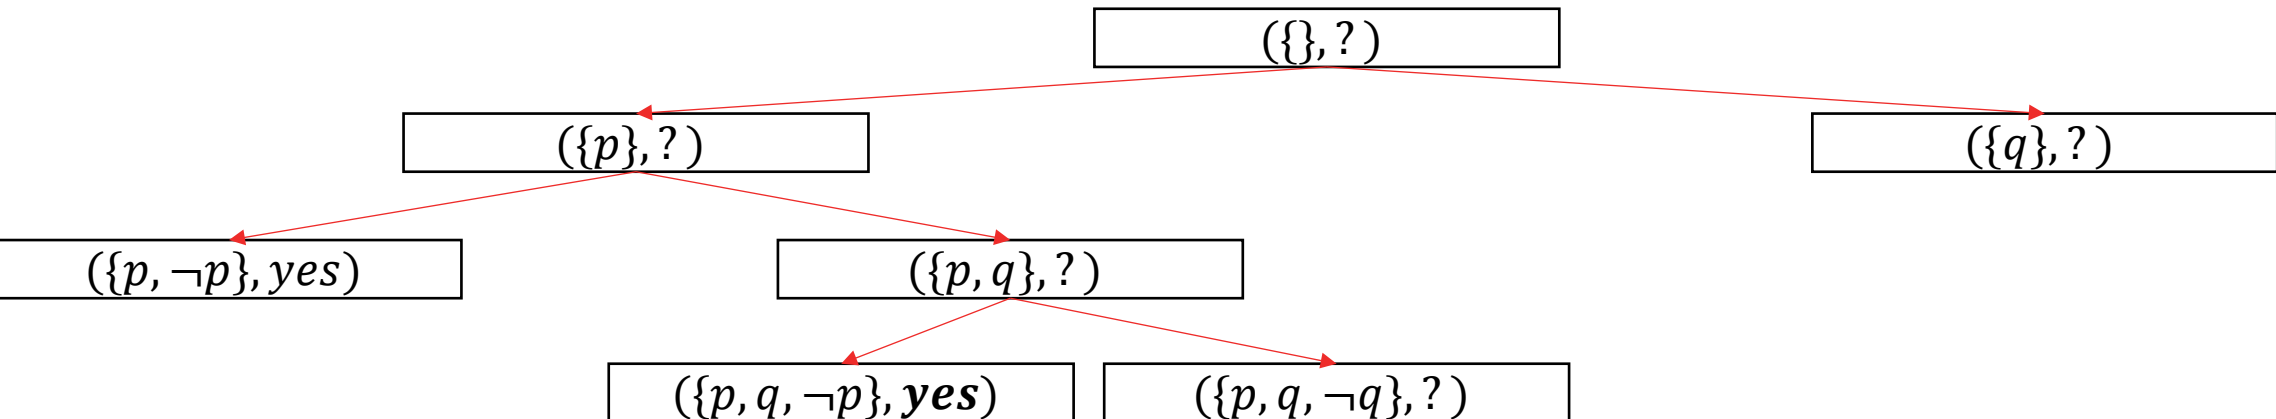 ({}, ? )
({p}, ? )
({q}, ? )
({p, ¬p}, yes)
({p, q}, ? )
({p, q, ¬p}, yes)
({p, q, ¬q}, ? )